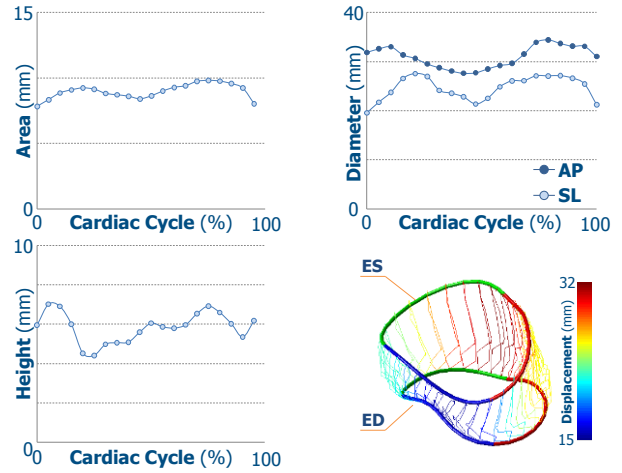 15
Area (mm)
0
0
Cardiac Cycle (%)
100
40
Diameter (mm)
AP
SL
0
0
Cardiac Cycle (%)
100
10
Height (mm)
0
0
Cardiac Cycle (%)
100
ES
ED
32
Displacement (mm)
15